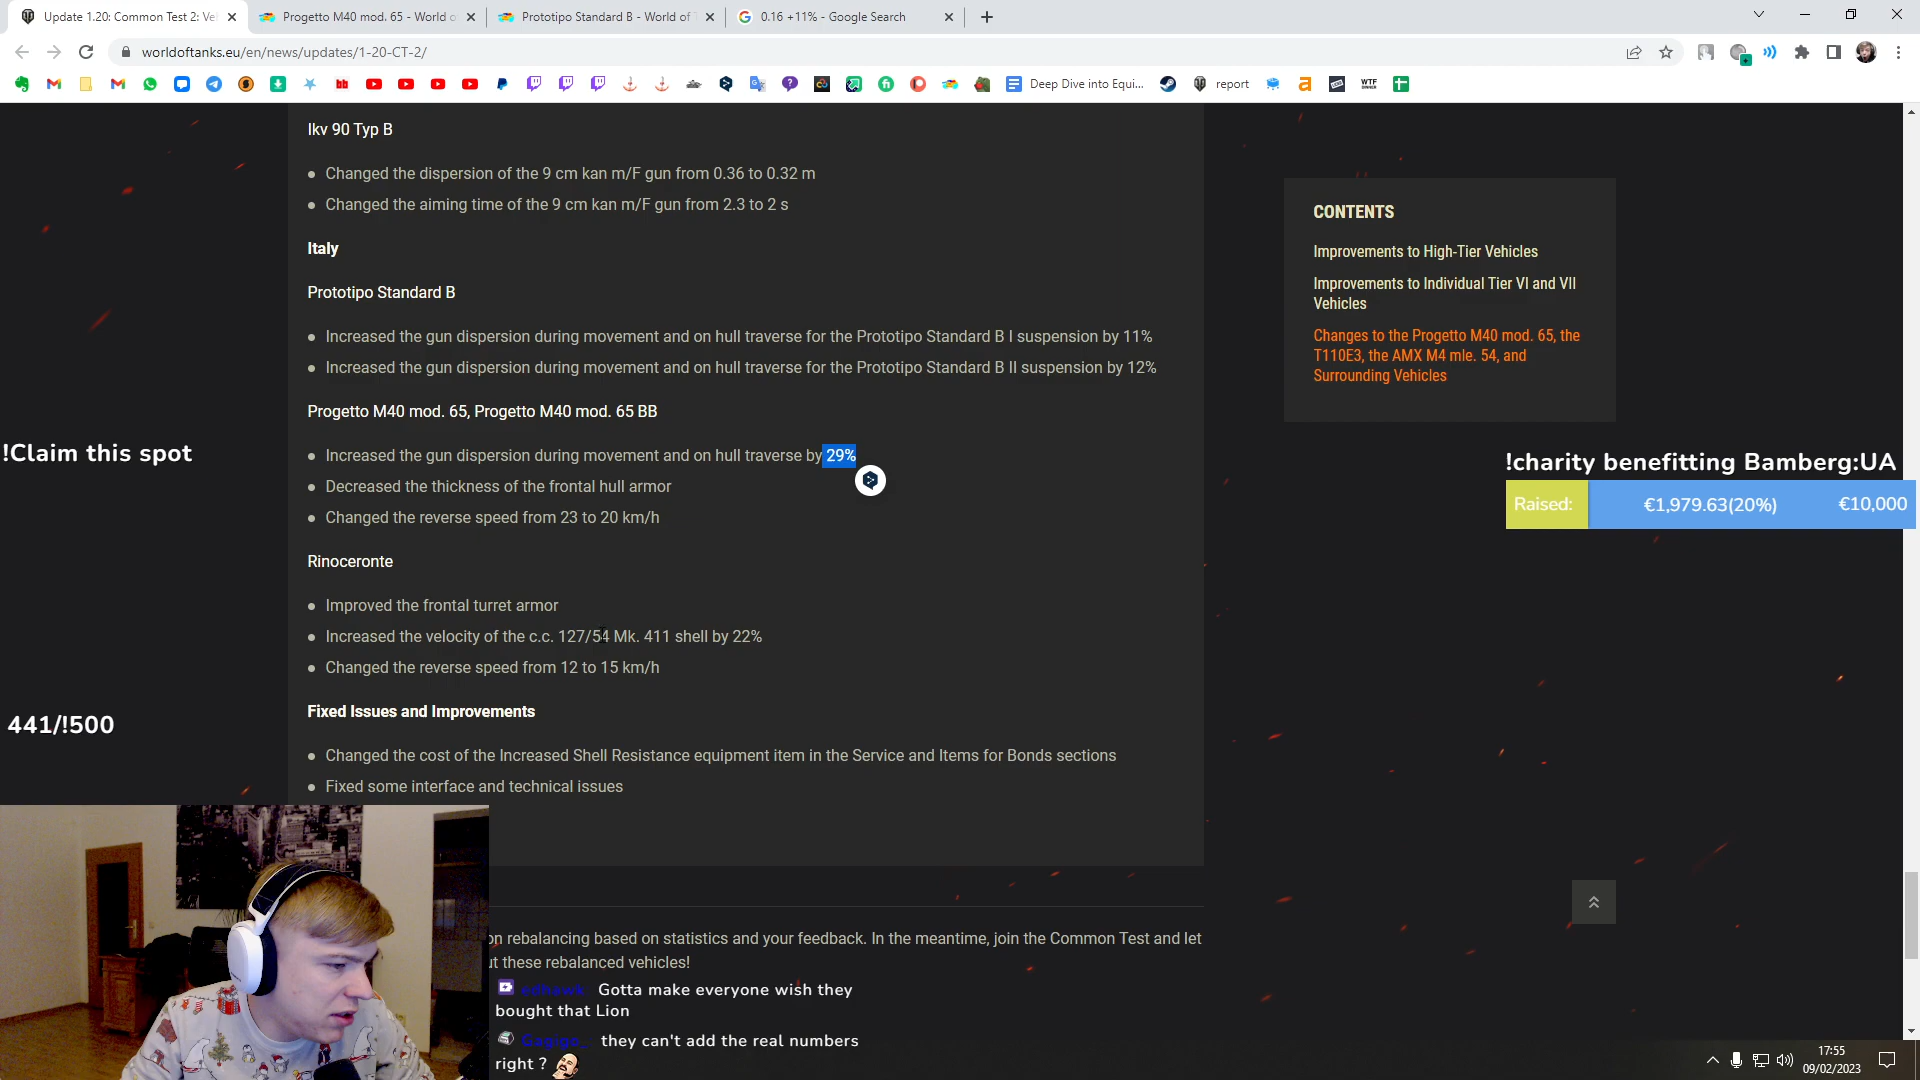 Update 1.20: Common Test 2: Ve
Progetto M40 mod. 65 - World o
Prototipo Standard B - World of
0.16 +11% - Google Search
worldoftanks.eu/en/news/updates/1-20-CT-2/
Deep Dive into Equi...
report
Ikv 90 Typ B
Changed the dispersion of the 9 cm kan m/F gun from 0.36 to 0.32 m
Changed the aiming time of the 9 cm kan m/F gun from 2.3 to 2 s
Italy
Prototipo Standard B
Increased the gun dispersion during movement and on hull traverse for the Prototipo Standard B I suspension by 11%
Increased the gun dispersion during movement and on hull traverse for the Prototipo Standard B II suspension by 12%
Progetto M40 mod. 65, Progetto M40 mod. 65 BB
Increased the gun dispersion during movement and on hull traverse by 29%
Decreased the thickness of the frontal hull armor
Changed the reverse speed from 23 to 20 km/h
Rinoceronte
Improved the frontal turret armor
Increased the velocity of the c.c. 127/54 Mk. 411 shell by 22%
Changed the reverse speed from 12 to 15 km/h
Fixed Issues and Improvements
Changed the cost of the Increased Shell Resistance equipment item in the Service and Items for Bonds sections
Fixed some interface and technical issues
on rebalancing based on statistics and your feedback. In the meantime, join the Common Test and let
ut these rebalanced vehicles!
CONTENTS
Improvements to High-Tier Vehicles
Improvements to Individual Tier VI and VII
Vehicles
Changes to the Progetto M40 mod. 65, the
T110E3, the AMX M4 mle. 54, and
Surrounding Vehicles
!Claim this spot
441/!500
!charity benefitting Bamberg:UA
Raised: €1,979.63(20%) €10,000
edhawk: Gotta make everyone wish they
bought that Lion
Gagige_: they can't add the real numbers
right ?
17:55
09/02/2023